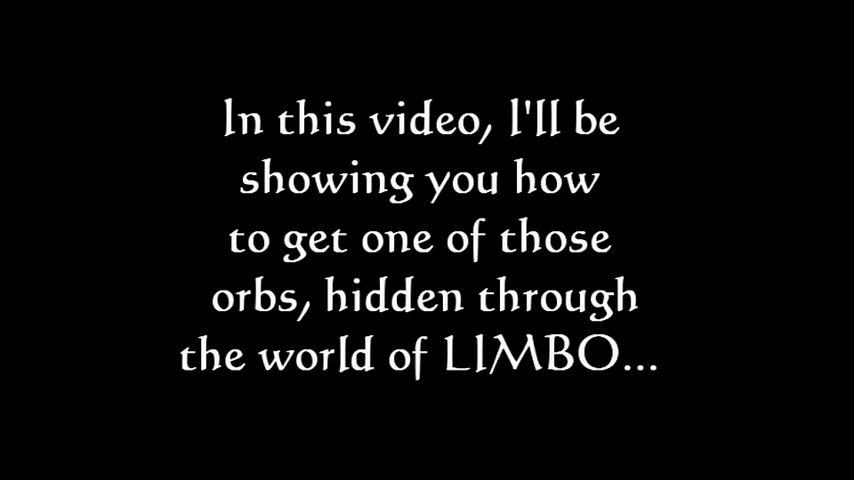 In this video, I'll be
showing you how
to get one of those
orbs, hidden through
the world of LIMBO...